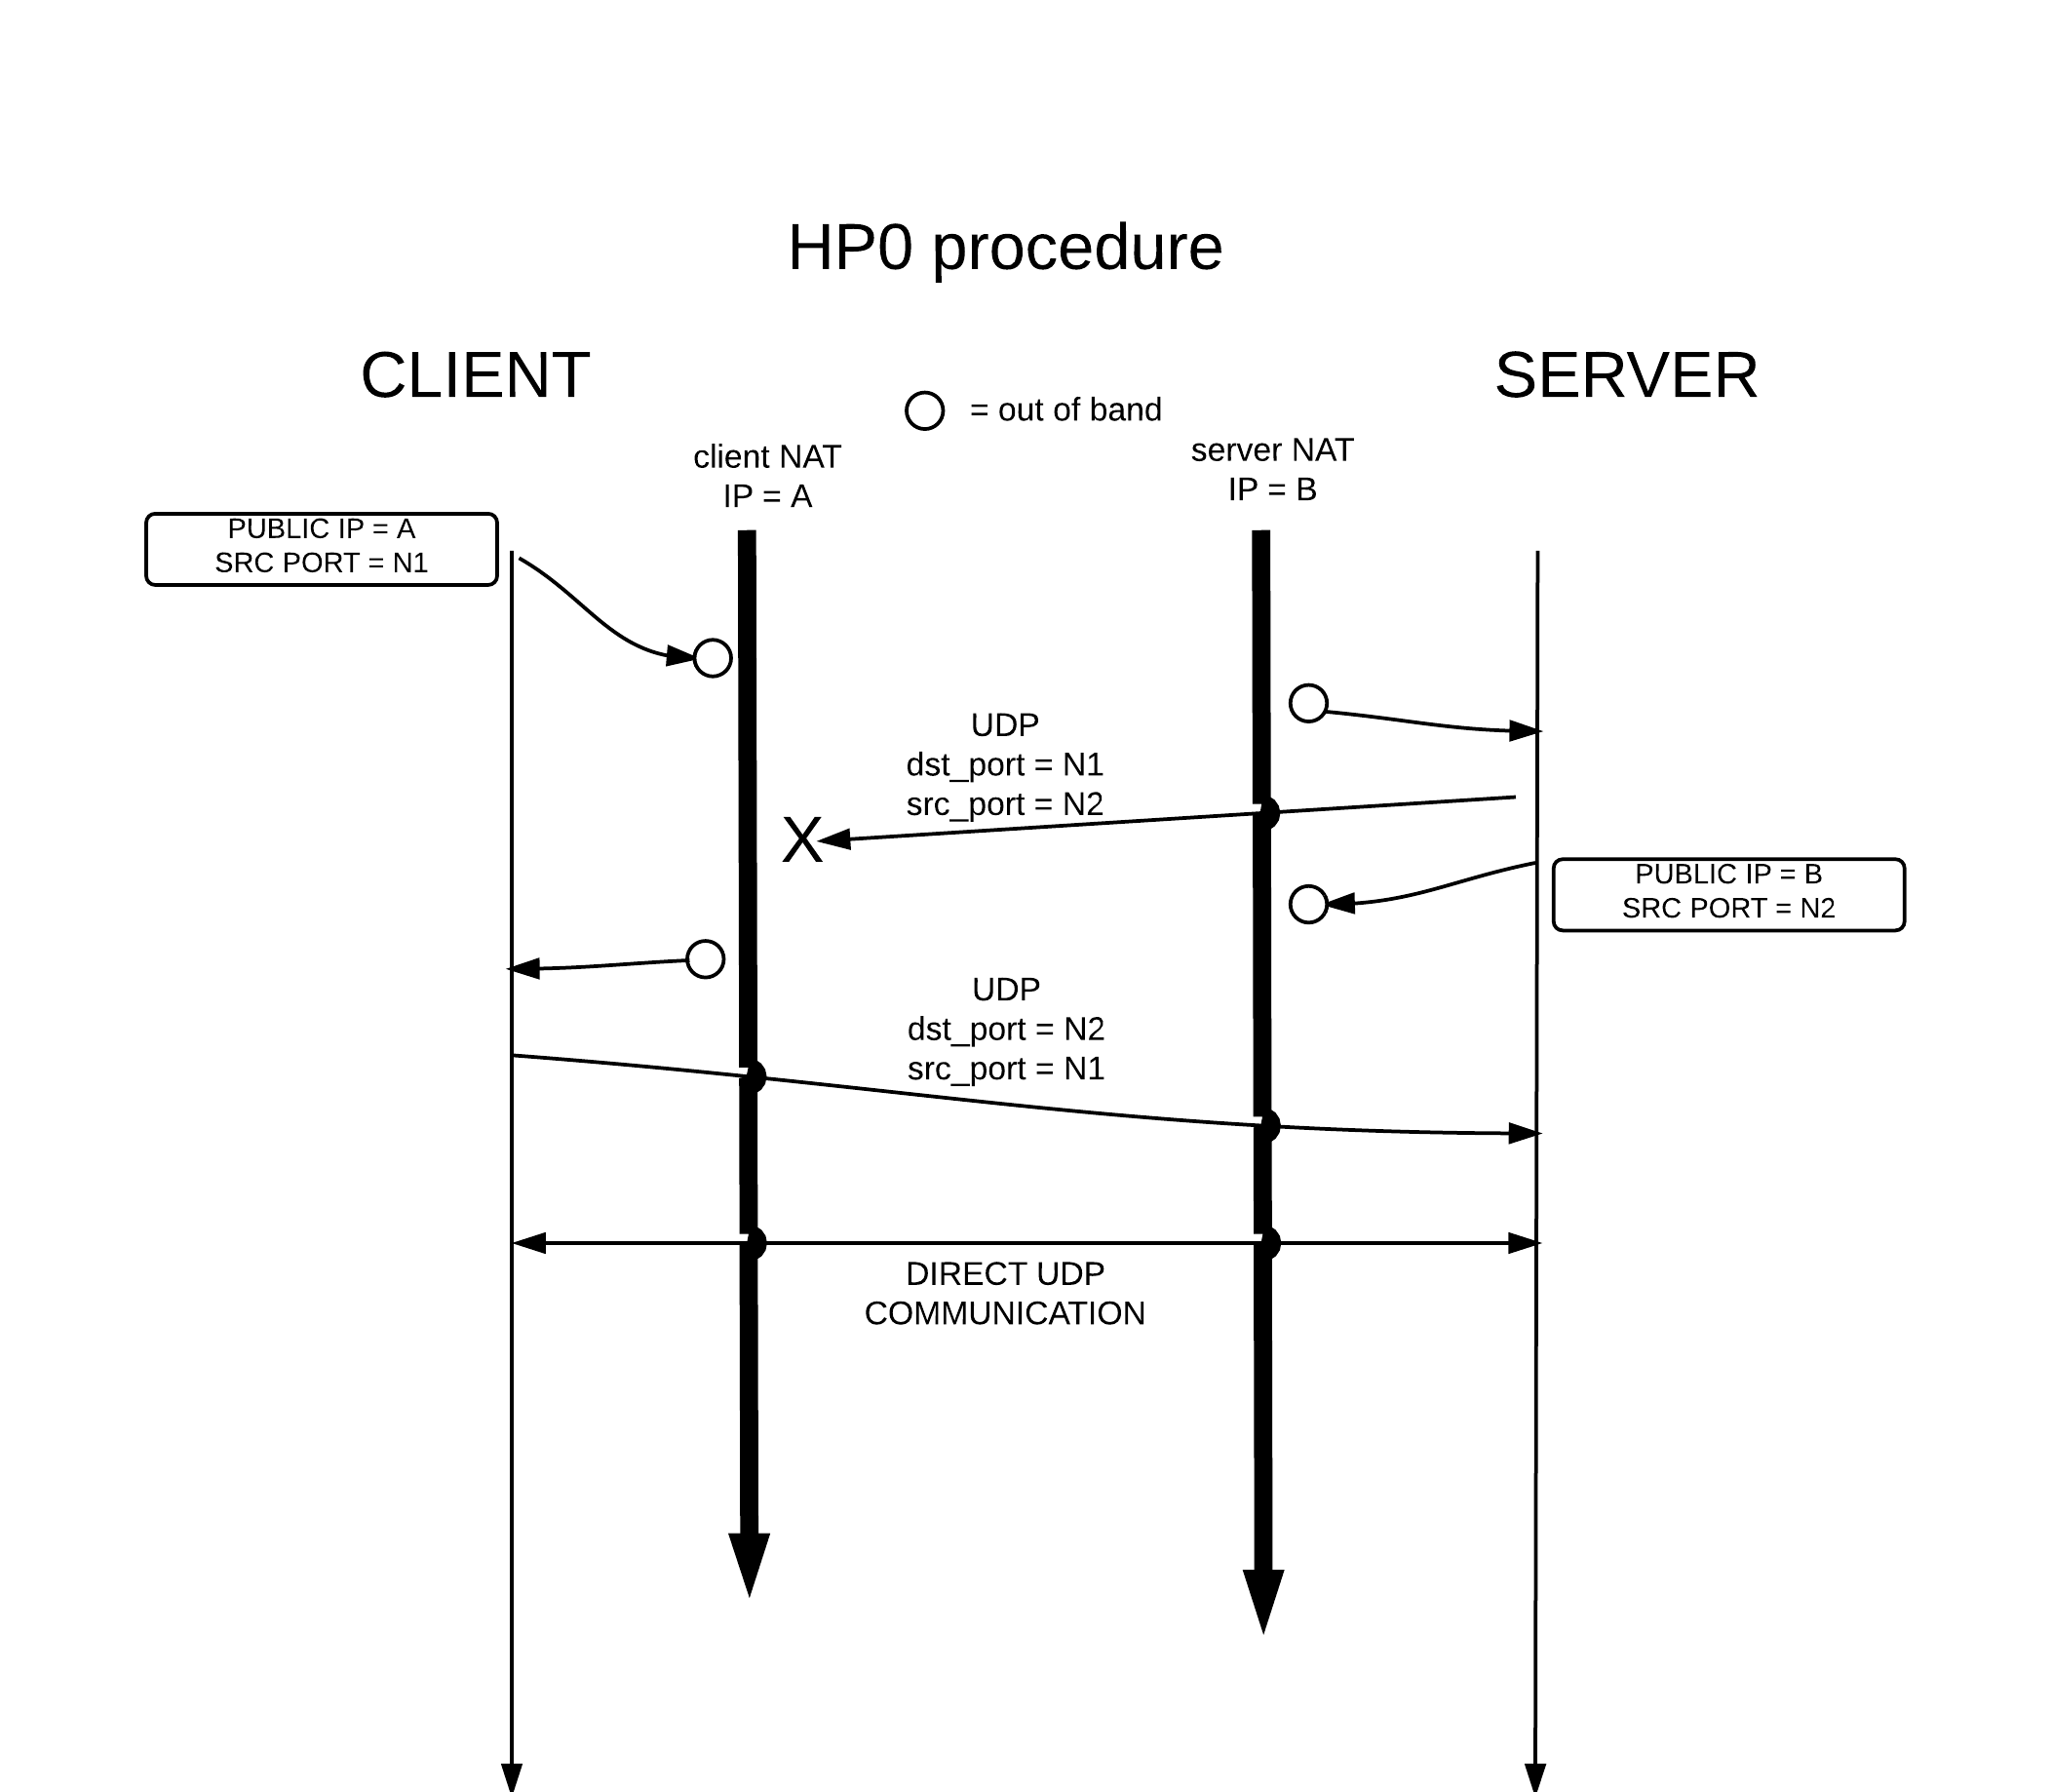 HP0 procedure
CLIENT
SERVER
= out of band
client NAT
IP = A
server NAT
IP = B
PUBLIC IP = A
SRC PORT = N1
UDP
dst_port = N1
src_port = N2
X
PUBLIC IP = B
SRC PORT = N2
UDP
dst_port = N2
src_port = N1
DIRECT UDP
COMMUNICATION